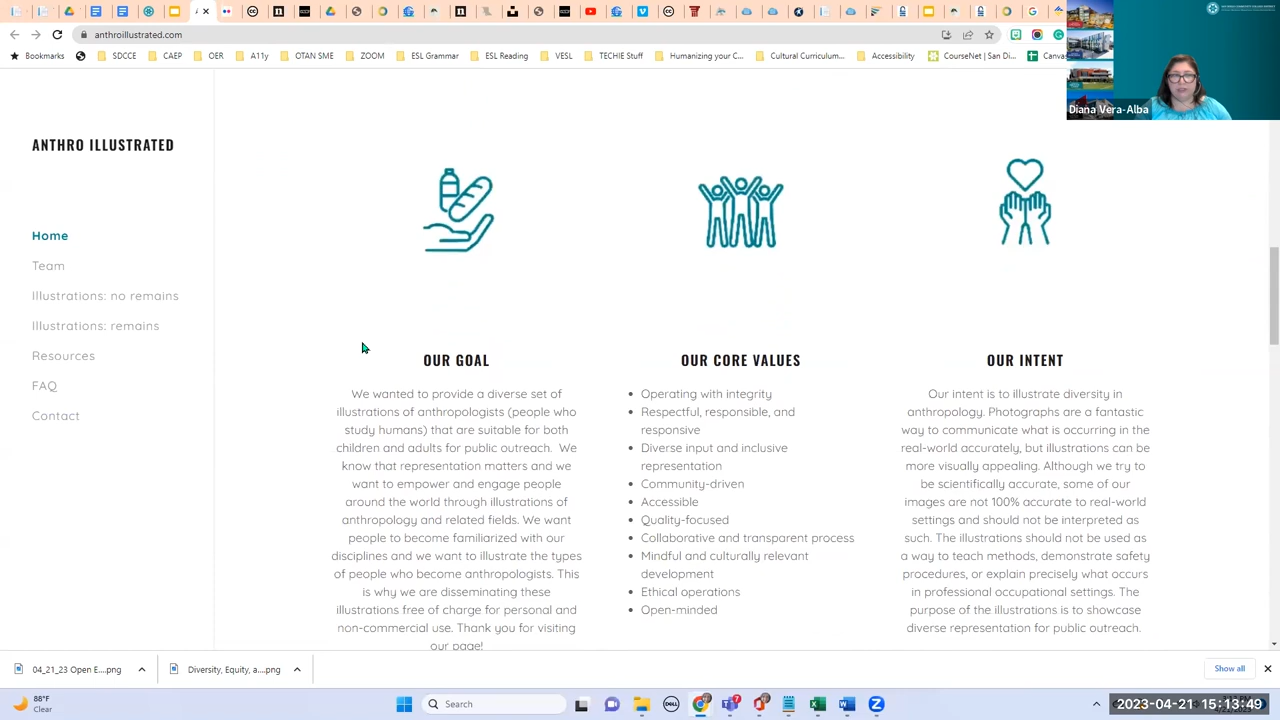 anthroillustrated.com
Bookmarks
SDCCE
CAEP
OER
A11y
OTAN SME
ESL Grammar
ESL Reading
VESL
TECHIE Stuff
Humanizing your C...
Cultural Curriculum...
Accessibility
CourseNet | San Di...
Canvas
Diana Vera-Alba
ANTHRO ILLUSTRATED
Home
Team
Illustrations: no remains
Illustrations: remains
Resources
FAQ
Contact
OUR GOAL
We wanted to provide a diverse set of
illustrations of anthropologists (people who
study humans) that are suitable for both
children and adults for public outreach. We
know that representation matters and we
want to empower and engage people
around the world through illustrations of
anthropology and related fields. We want
people to become familiarized with our
disciplines and we want to illustrate the types
of people who become anthropologists. This
is why we are disseminating these
illustrations free of charge for personal and
non-commercial use. Thank you for visiting
our page!
OUR CORE VALUES
Operating with integrity
Respectful, responsible, and
responsive
Diverse input and inclusive
representation
Community-driven
Accessible
Quality-focused
Collaborative and transparent process
Mindful and culturally relevant
development
Ethical operations
Open-minded
OUR INTENT
Our intent is to illustrate diversity in
anthropology. Photographs are a fantastic
way to communicate what is occurring in the
real-world accurately, but illustrations can be
more visually appealing. Although we try to
be scientifically accurate, some of our
images are not 100% accurate to real-world
settings and should not be interpreted as
such. The illustrations should not be used as
a way to teach methods, demonstrate safety
procedures, or explain precisely what occurs
in professional occupational settings. The
purpose of the illustrations is to showcase
diverse representation for public outreach.
04_21_23 Open E....png
Diversity, Equity, a....png
Show all
88°F
Clear
Search
2023-04-21 15:13:49